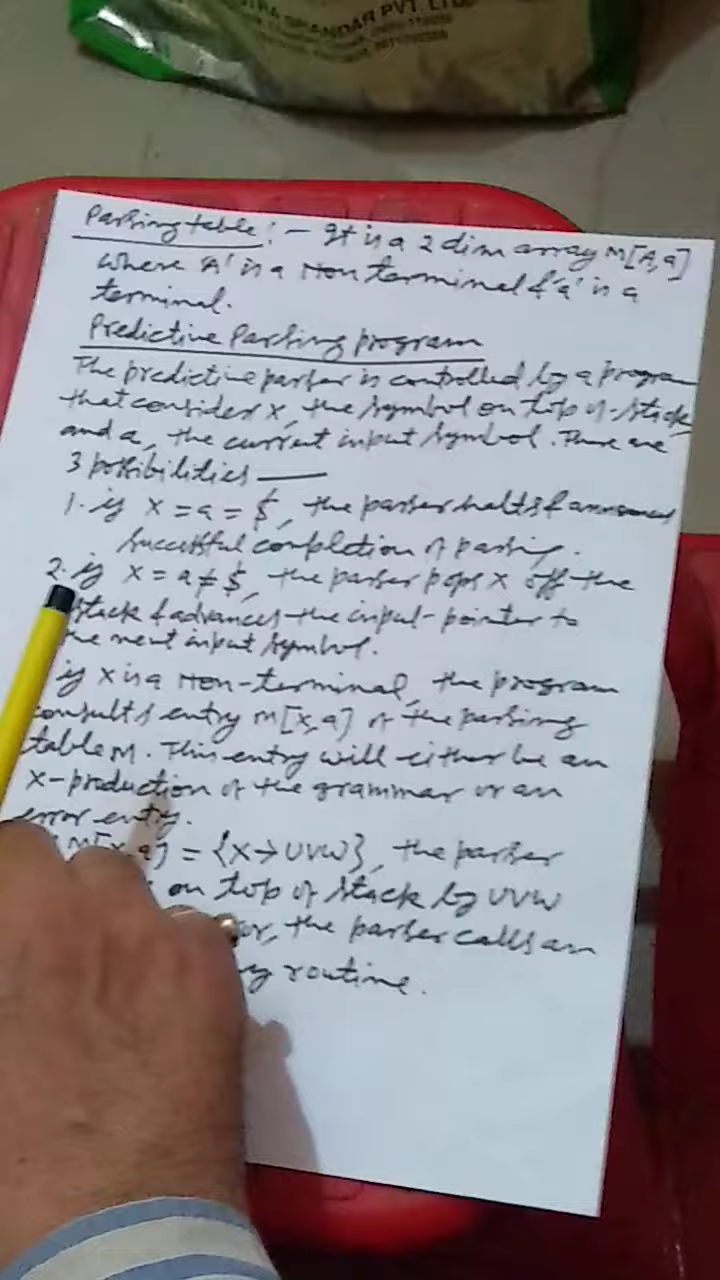 SPANDAR PVT. LTD.
Parsing table :- It is a 2 dim array M[A,a]
where 'A' is a Non terminal & 'a' is a
terminal.
Predictive Parsing program
The predictive parser is controlled by a program
that consider X, the symbol on top of stack,
and a, the current input symbol. There are
3 possibilities —
1. if X = a = $, the parser halts & announces
successful completion of parsing.
2. if X = a ≠ $, the parser pops X off the
stack & advances the input-pointer to
the next input symbol.
if X is a Non-terminal, the program
consults entry M[X,a] of the parsing
table M. This entry will either be an
X-production of the grammar or an
error entry.
M[X,a] = {X→UVW}, the parser
on top of stack by UVW
the parser calls an
routine.